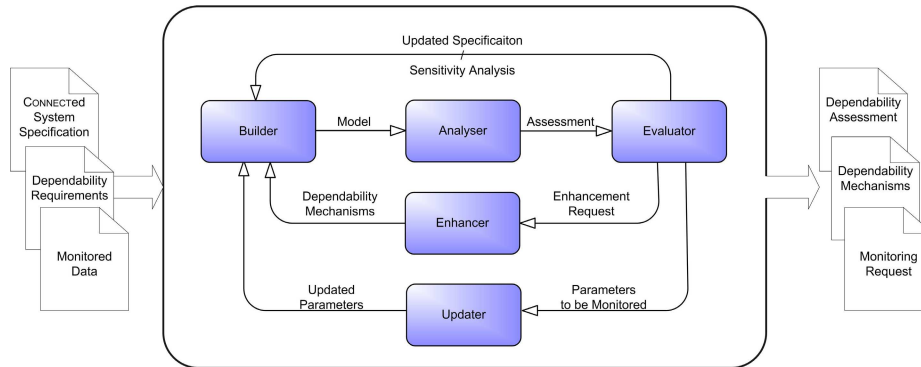 CONNECTed
System
Specification
Dependability
Requirements
Monitored
Data
Updated Specificaiton
Sensitivity Analysis
Builder
Model
Analyser
Assessment
Evaluator
Dependability
Mechanisms
Enhancer
Enhancement
Request
Updated
Parameters
Updater
Parameters
to be Monitored
Dependability
Assessment
Dependability
Mechanisms
Monitoring
Request